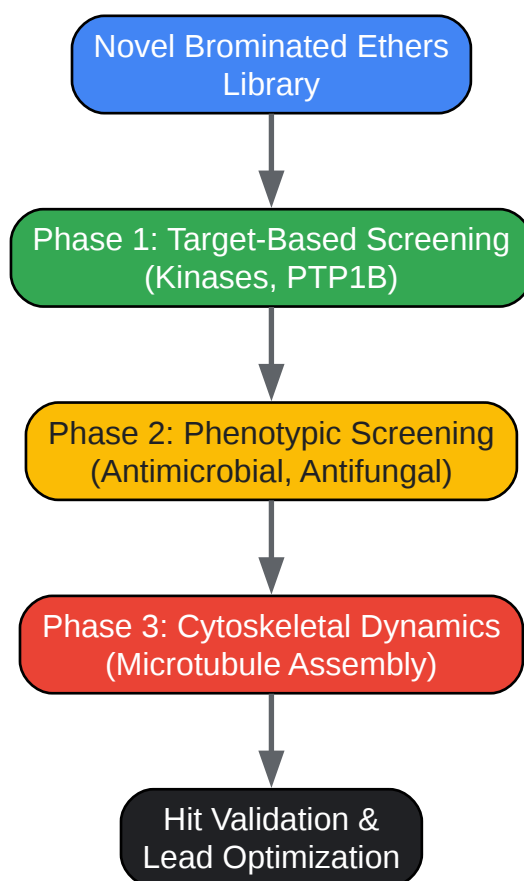 Novel Brominated Ethers
Library
Phase 1: Target-Based Screening
(Kinases, PTP1B)
Phase 2: Phenotypic Screening
(Antimicrobial, Antifungal)
Phase 3: Cytoskeletal Dynamics
(Microtubule Assembly)
Hit Validation &
Lead Optimization